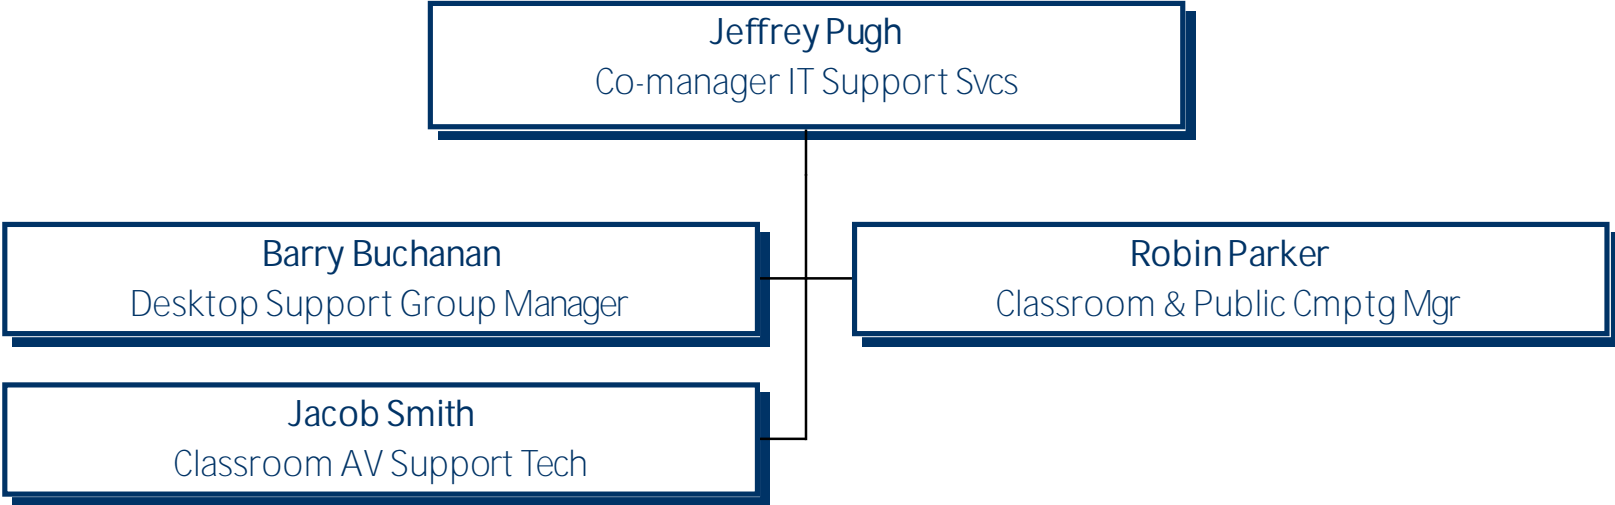 Jeffrey Pugh
Co-manager IT Support Svcs
Barry Buchanan
Desktop Support Group Manager
Robin Parker
Classroom & Public Cmptg Mgr
Jacob Smith
Classroom AV Support Tech